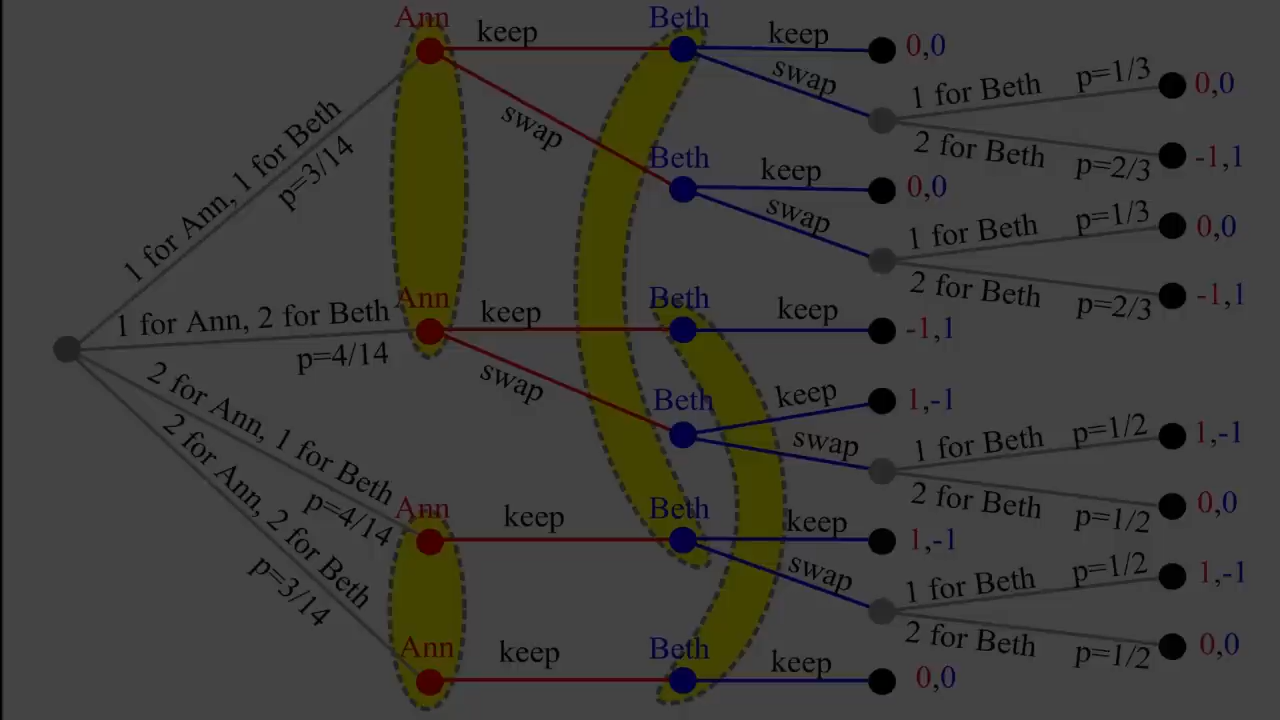 Ann
keep
Beth
keep
0,0
swap
1 for Beth
p=1/3
0,0
2 for Beth
p=2/3
-1,1
1 for Ann, 1 for Beth
p=3/14
swap
Beth
keep
0,0
swap
1 for Beth
p=1/3
0,0
2 for Beth
p=2/3
-1,1
1 for Ann, 2 for Beth
p=4/14
Ann
keep
Beth
keep
-1,1
swap
Beth
keep
1,-1
swap
1 for Beth
p=1/2
1,-1
2 for Beth
p=1/2
0,0
2 for Ann, 1 for Beth
p=4/14
Ann
keep
Beth
keep
1,-1
swap
1 for Beth
p=1/2
1,-1
2 for Beth
p=1/2
0,0
2 for Ann, 2 for Beth
p=3/14
Ann
keep
Beth
keep
0,0